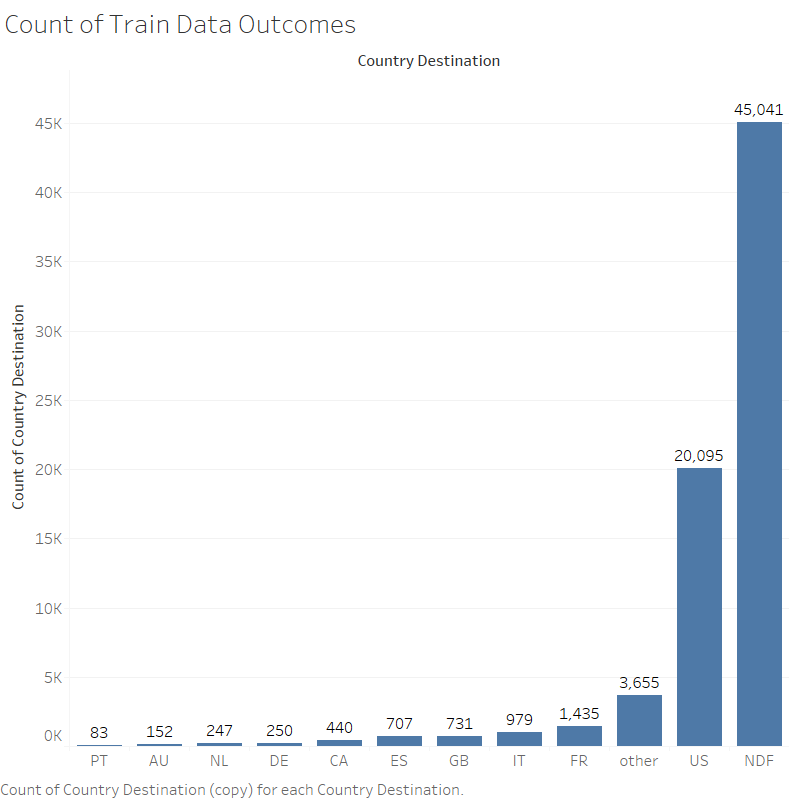 Count of Train Data Outcomes
Country Destination
45,041
45K
40K
35K
30K
Count of Country Destination
25K
20,095
20K
15K
10K
3,655
5K
1,435
979
731
707
440
250
247
152
83
0K
PT AU NL DE CA ES GB IT FR other US NDF
Count of Country Destination (copy) for each Country Destination.